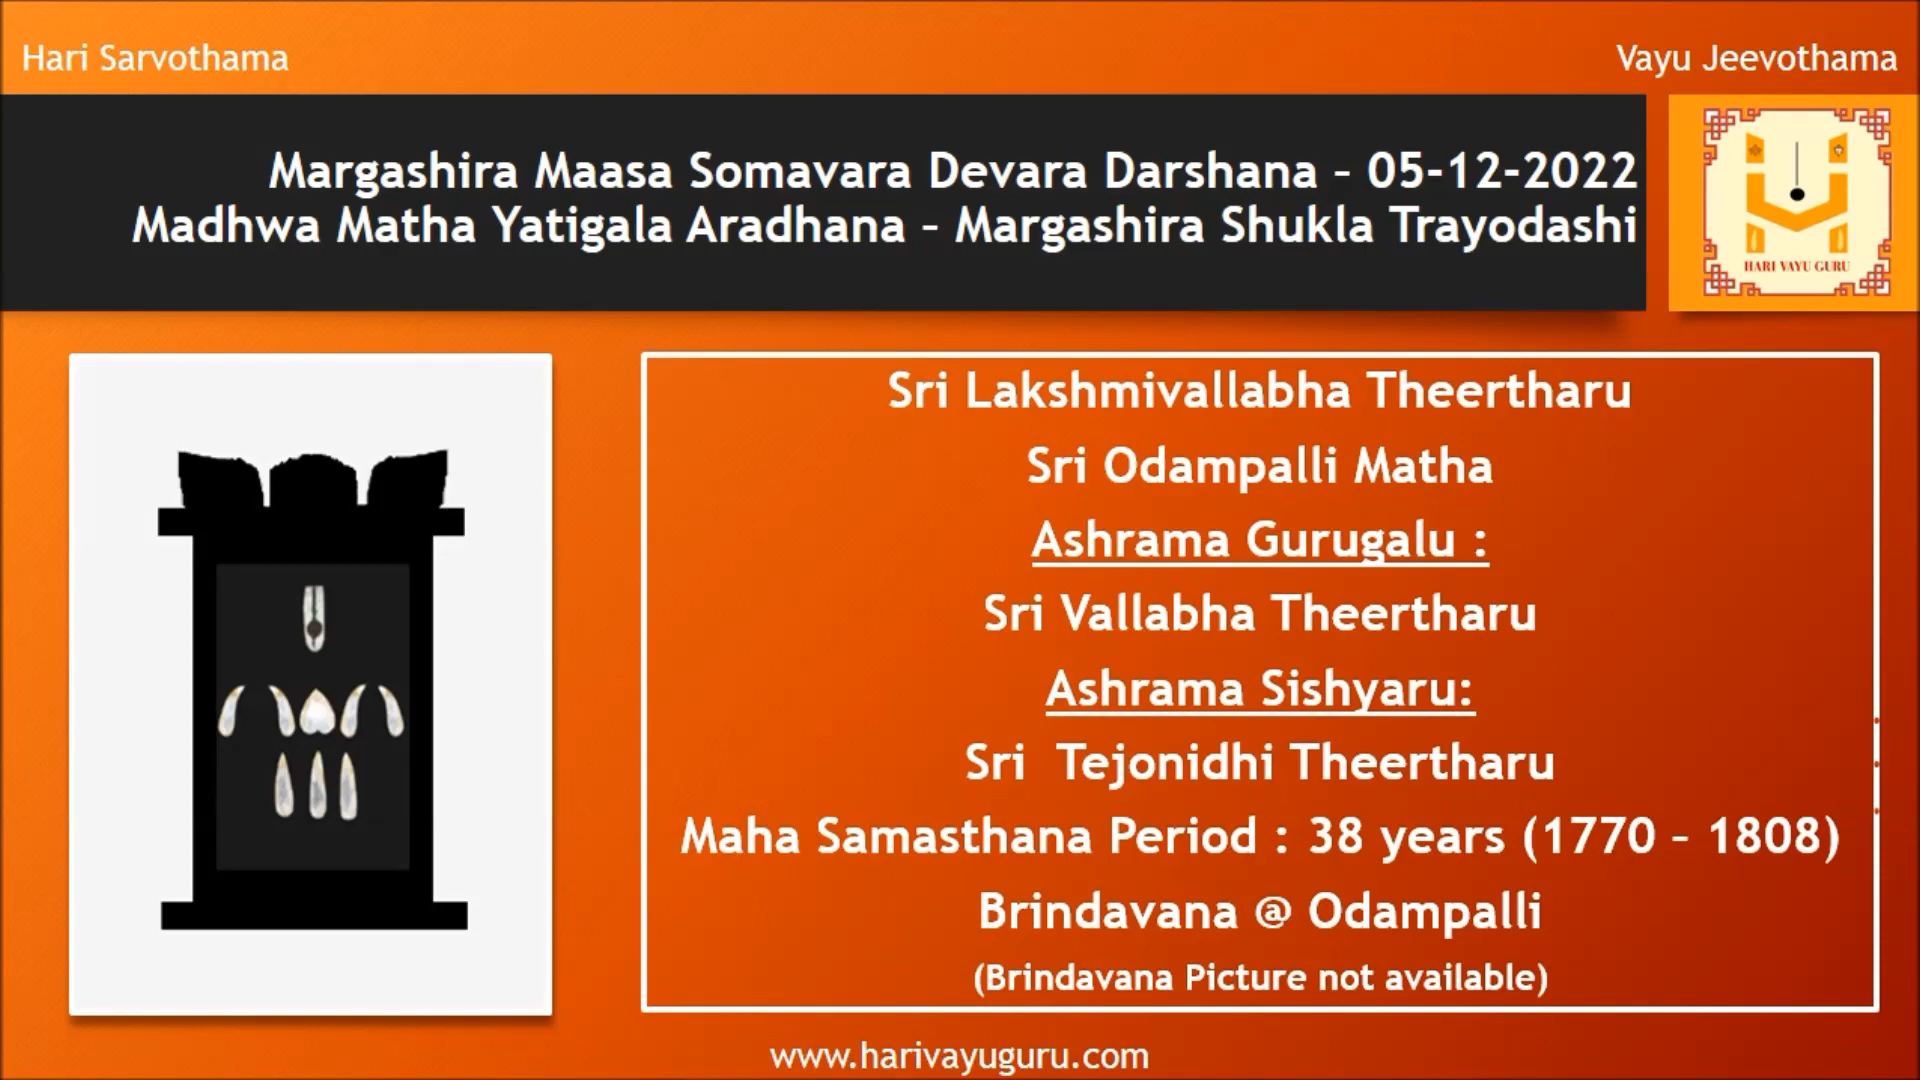 Hari Sarvothama
Vayu Jeevothama
Margashira Maasa Somavara Devara Darshana – 05-12-2022
Madhwa Matha Yatigala Aradhana – Margashira Shukla Trayodashi
HARI VAYU GURU
Sri Lakshmivallabha Theertharu
Sri Odampalli Matha
Ashrama Gurugalu :
Sri Vallabha Theertharu
Ashrama Sishyaru:
Sri  Tejonidhi Theertharu
Maha Samasthana Period : 38 years (1770 – 1808)
Brindavana @ Odampalli
(Brindavana Picture not available)
www.harivayuguru.com